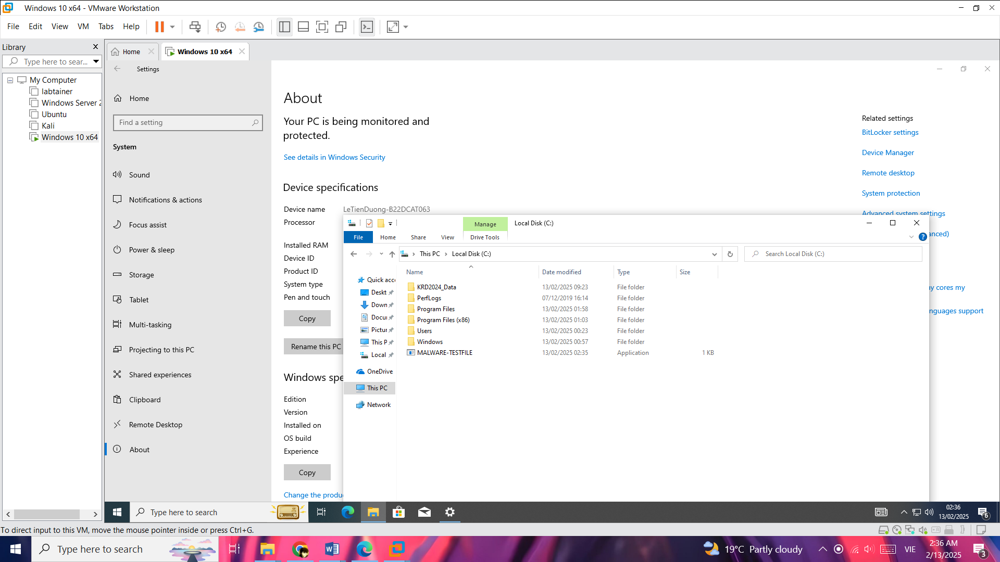 Windows 10 x64 - VMware Workstation
File Edit View VM Tabs Help
Library
Type here to sear...
My Computer
labtainer
Windows Server 2
Ubuntu
Kali
Windows 10 x64
Home
Windows 10 x64
Settings
Home
Find a setting
System
Sound
Notifications & actions
Focus assist
Power & sleep
Storage
Tablet
Multi-tasking
Projecting to this PC
Shared experiences
Clipboard
Remote Desktop
About
About
Your PC is being monitored and
protected.
See details in Windows Security
Device specifications
Device name LeTienDuong-B22DCAT063
Processor
Installed RAM
Device ID
Product ID
System type
Pen and touch
Copy
Rename this PC
Windows spe
Edition
Version
Installed on
OS build
Experience
Copy
Change the produ
Related settings
BitLocker settings
Device Manager
Remote desktop
System protection
Advanced system settings
anced)
ny cores my
nguages support
Manage Local Disk (C:)
File Home Share View Drive Tools
This PC Local Disk (C:)
Search Local Disk (C:)
Quick acc
Deskt
Down
Docu
Pictur
This P
Local
OneDrive
This PC
Network
Name Date modified Type Size
KRD2024_Data 13/02/2025 09:23 File folder
PerfLogs 07/12/2019 16:14 File folder
Program Files 13/02/2025 01:58 File folder
Program Files (x86) 13/02/2025 01:03 File folder
Users 13/02/2025 00:23 File folder
Windows 13/02/2025 00:57 File folder
MALWARE-TESTFILE 13/02/2025 02:35 Application 1 KB
Type here to search
02:36
13/02/2025
6
To direct input to this VM, move the mouse pointer inside or press Ctrl+G.
Type here to search
19°C Partly cloudy
VIE
2:36 AM
2/13/2025
3